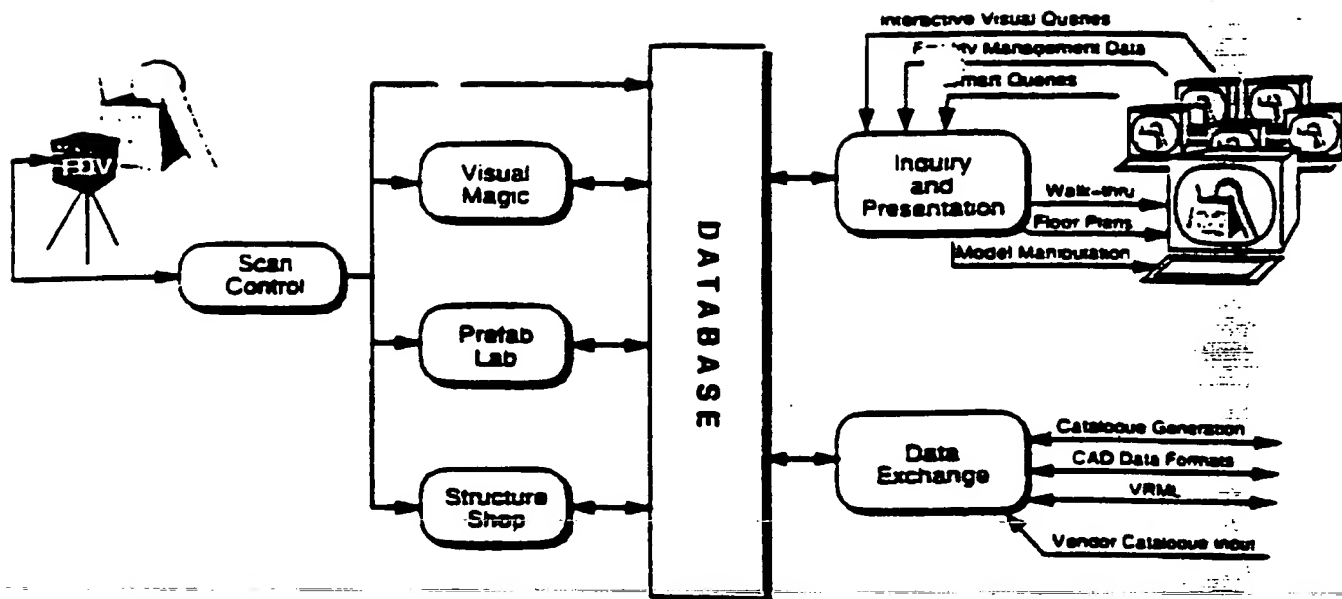 Interactive Visual Queries
Management Data
Queries
Visual
Magic
Inquiry
and
Presentation
Walk-thru
Floor Plans
Model Manipulation
Scan
Control
DATABASE
Prefab
Lab
Structure
Shop
Data
Exchange
Catalogue Generation
CAD Data Formats
VRML
Vendor Catalogue Input